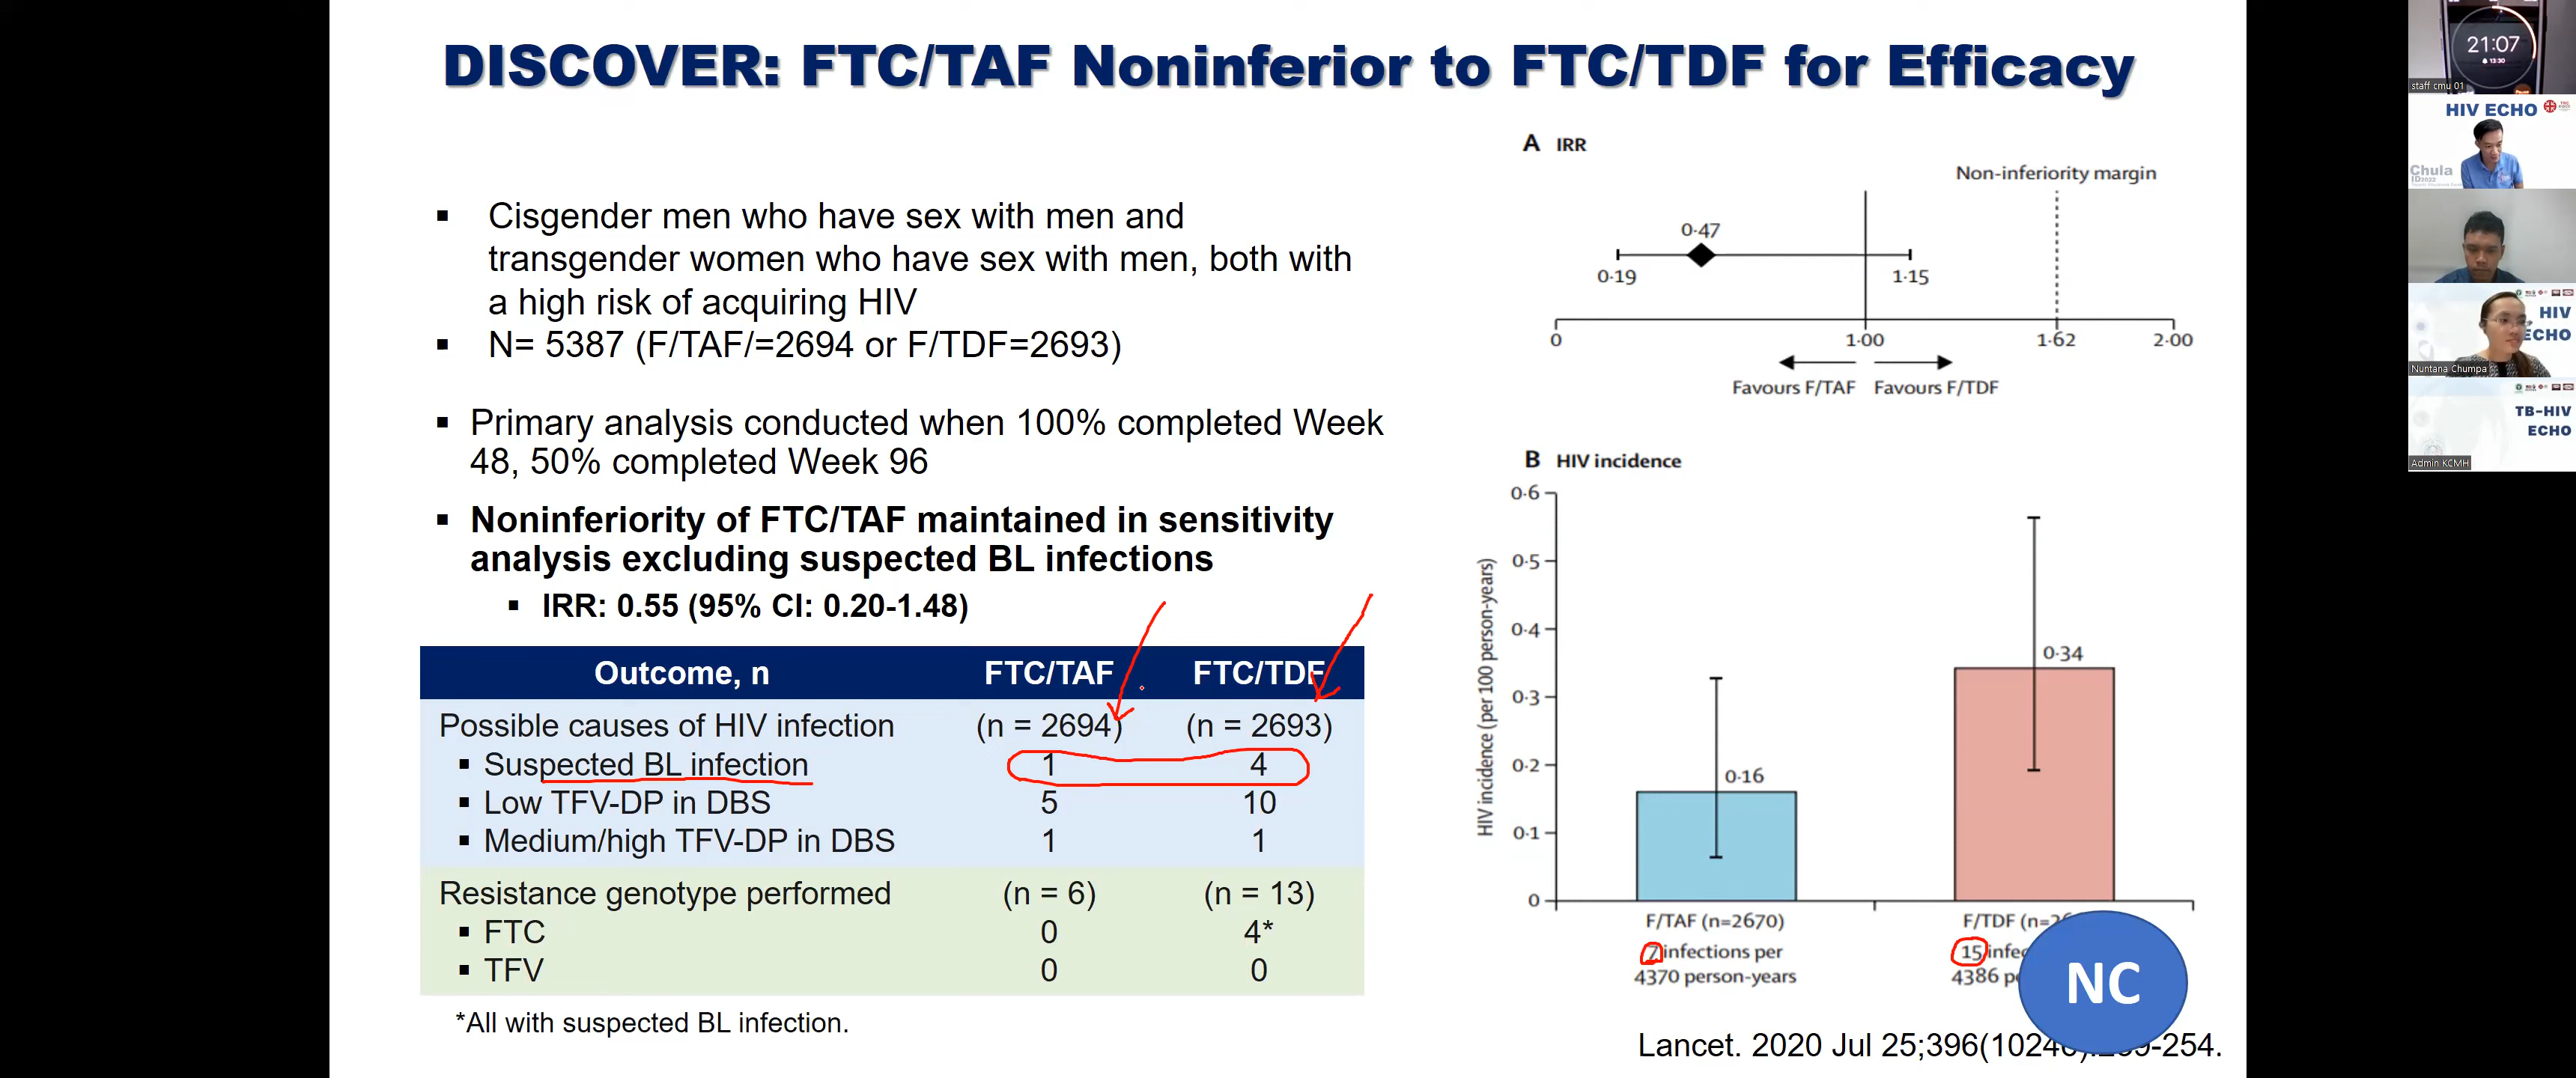 DISCOVER: FTC/TAF Noninferior to FTC/TDF for Efficacy
▪ Cisgender men who have sex with men and
transgender women who have sex with men, both with
a high risk of acquiring HIV
▪ N= 5387 (F/TAF/=2694 or F/TDF=2693)
▪ Primary analysis conducted when 100% completed Week
48, 50% completed Week 96
▪ Noninferiority of FTC/TAF maintained in sensitivity
analysis excluding suspected BL infections
▪ IRR: 0.55 (95% CI: 0.20-1.48)
Outcome, n FTC/TAF FTC/TDF
Possible causes of HIV infection (n = 2694) (n = 2693)
▪ Suspected BL infection 1 4
▪ Low TFV-DP in DBS 5 10
▪ Medium/high TFV-DP in DBS 1 1
Resistance genotype performed (n = 6) (n = 13)
▪ FTC 0 4*
▪ TFV 0 0
*All with suspected BL infection.
A IRR
Non-inferiority margin
0·47
0·19 1·15
0 1·00 1·62 2·00
Favours F/TAF Favours F/TDF
B HIV incidence
HIV incidence (per 100 person-years)
0·6
0·5
0·4
0·3
0·2
0·1
0
0·16
0·34
F/TAF (n=2670) F/TDF (n=2
7 infections per 15 infec
4370 person-years 4386 p
NC
Lancet. 2020 Jul 25;396(10246):239-254.
21:07
13:30
staff cmu 01
HIV ECHO
Chula
ID2022
HIV
ECHO
Nuntana Chumpa
TB-HIV
ECHO
Admin KCMH